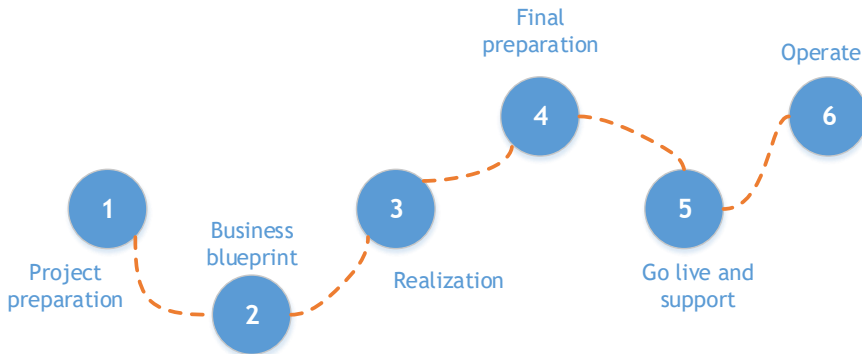 1
Project
preparation
2
Business
blueprint
3
Realization
4
Final
preparation
5
Go live and
support
6
Operate